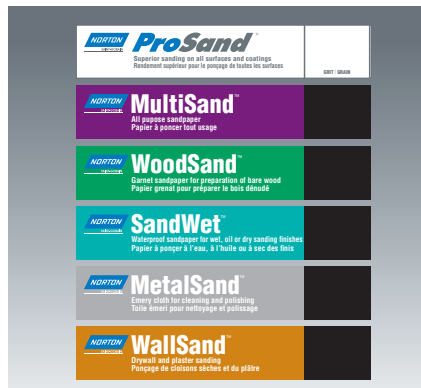 NORTON
ProSand
Superior sanding on all surfaces and coatings
Rendement supérieur pour le ponçage de toutes les surfaces
GRIT | GRAIN
NORTON
MultiSand™
All pupose sandpaper
Papier à poncer tout usage
NORTON
WoodSand™
Garnet sandpaper for preparation of bare wood
Papier grenat pour préparer le bois dénudé
NORTON
SandWet™
Waterproof sandpaper for wet, oil or dry sanding finishes
Papier à ponçer à l'eau, à l'huile ou à sec des finis
NORTON
MetalSand™
Emery cloth for cleaning and polishing
Toile émeri pour nettoyage et polissage
NORTON
WallSand™
Drywall and plaster sanding
Ponçage de cloisons sèches et du plâtre